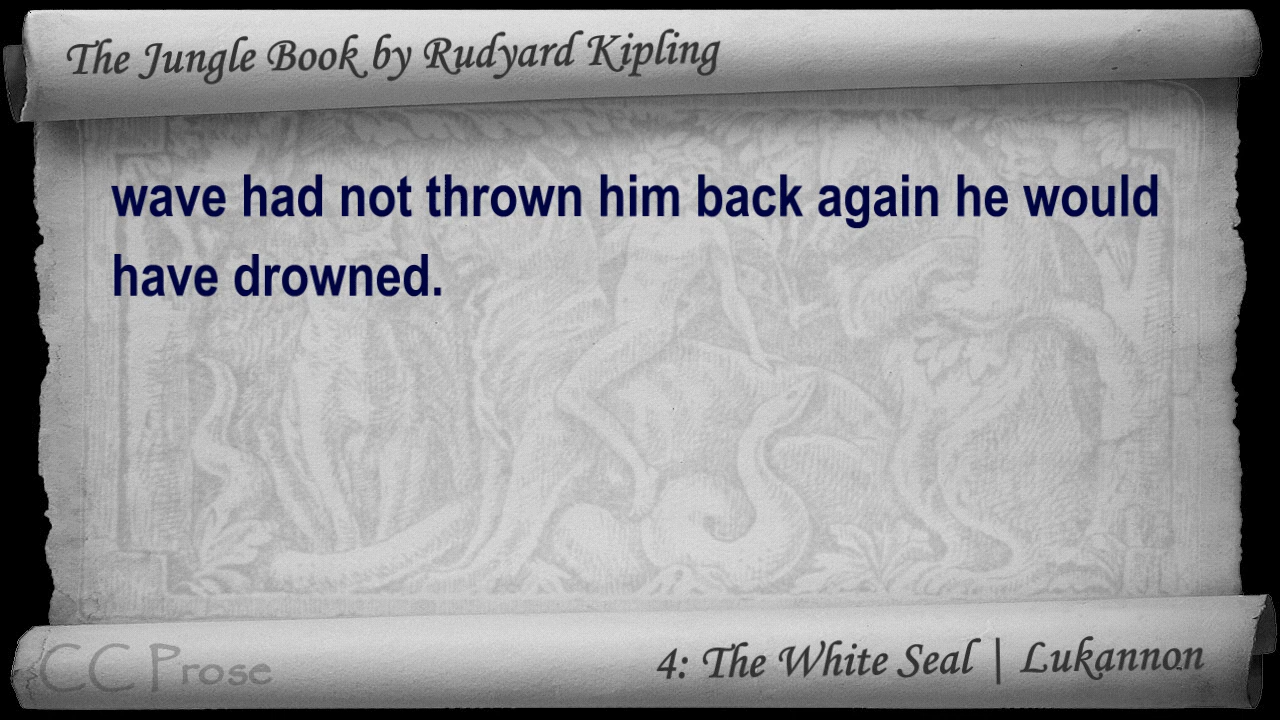 The Jungle Book by Rudyard Kipling
wave had not thrown him back again he would
have drowned.
CC Prose
4: The White Seal | Lukannon